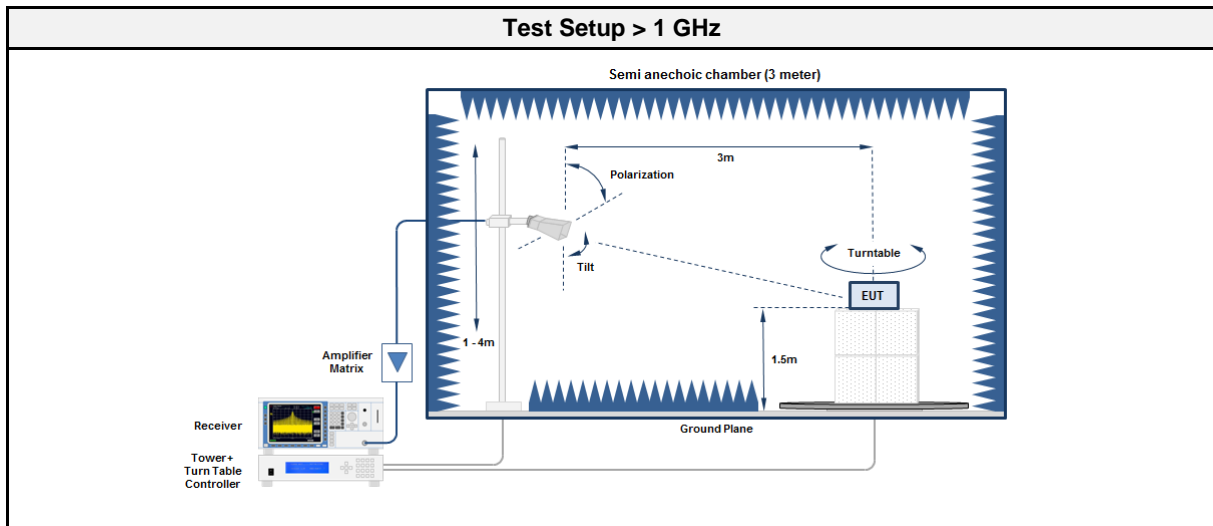 Test Setup > 1 GHz
Semi anechoic chamber (3 meter)
3m
Polarization
Tilt
Turntable
EUT
1 - 4m
1.5m
Amplifier
Matrix
Receiver
Ground Plane
Tower+
Turn Table
Controller